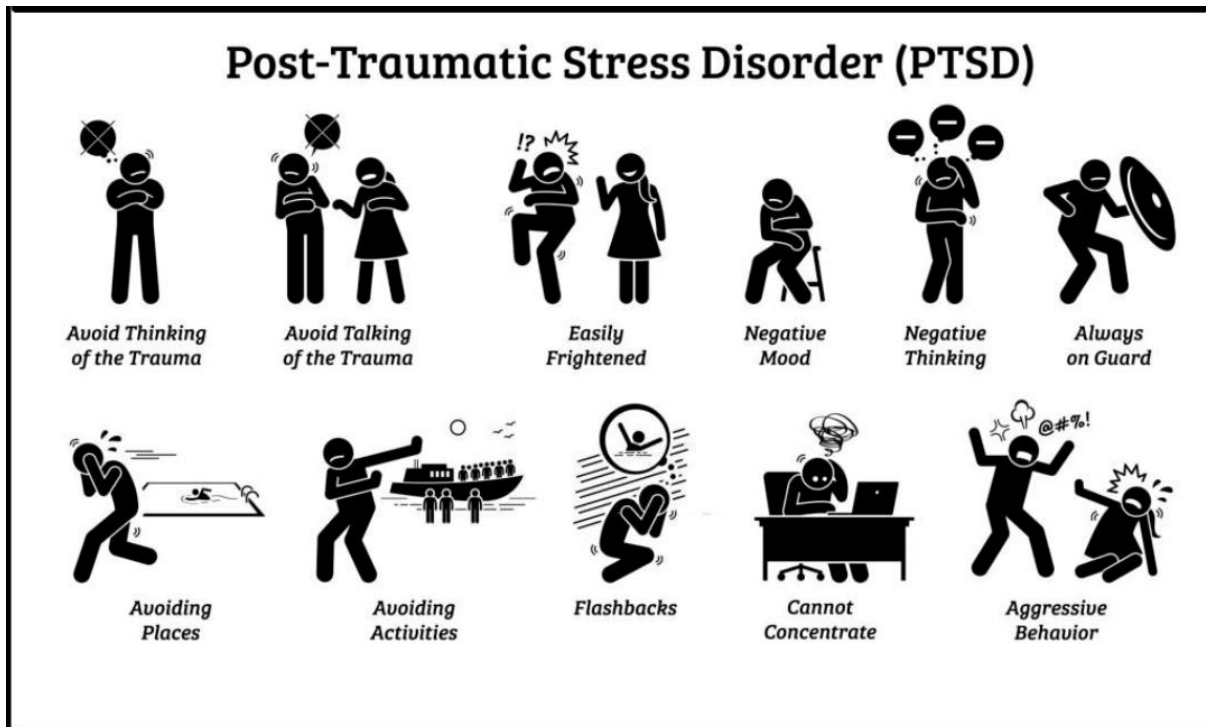 Post-Traumatic Stress Disorder (PTSD)
!?
Avoid Thinking
of the Trauma
Avoid Talking
of the Trauma
Easily
Frightened
Negative
Mood
Negative
Thinking
Always
on Guard
@#%!
Avoiding
Places
Avoiding
Activities
Flashbacks
Cannot
Concentrate
Aggressive
Behavior